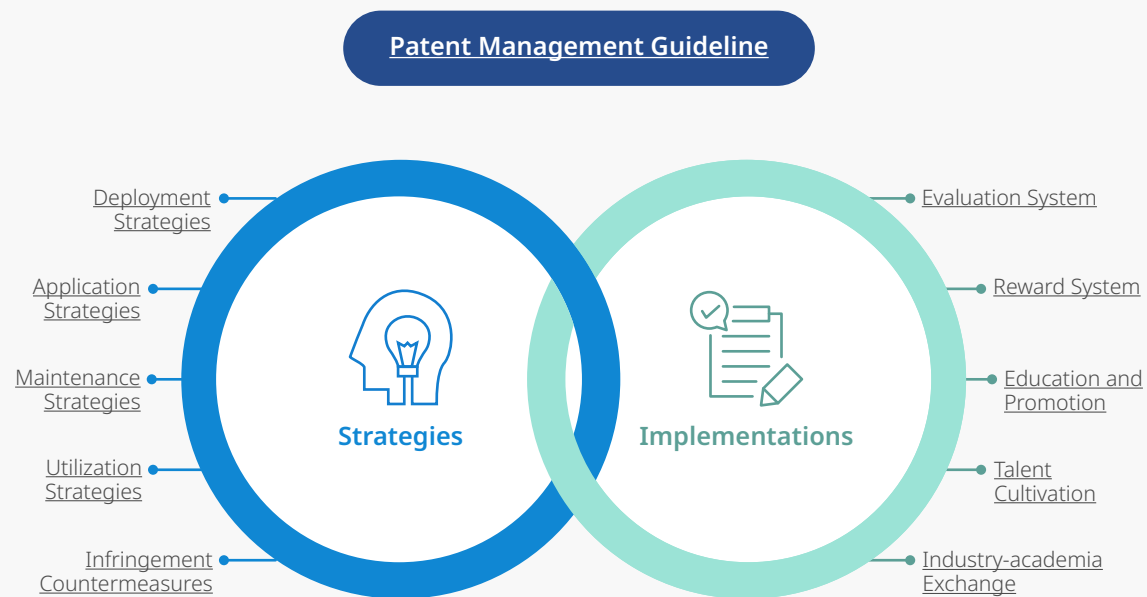 Patent Management Guideline
Deployment
Strategies
Application
Strategies
Maintenance
Strategies
Utilization
Strategies
Infringement
Countermeasures
Strategies
Implementations
Evaluation System
Reward System
Education and
Promotion
Talent
Cultivation
Industry-academia
Exchange